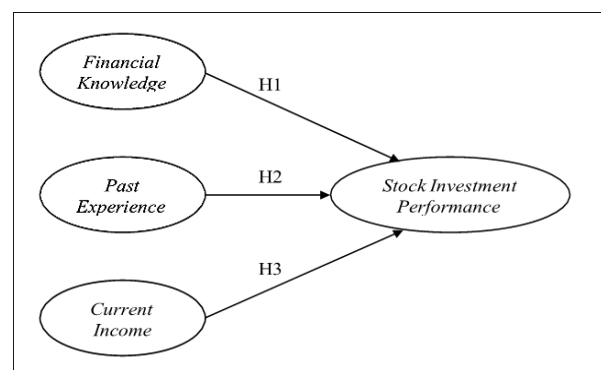 Financial
Knowledge
H1
Past
Experience
H2
Stock Investment
Performance
H3
Current
Income